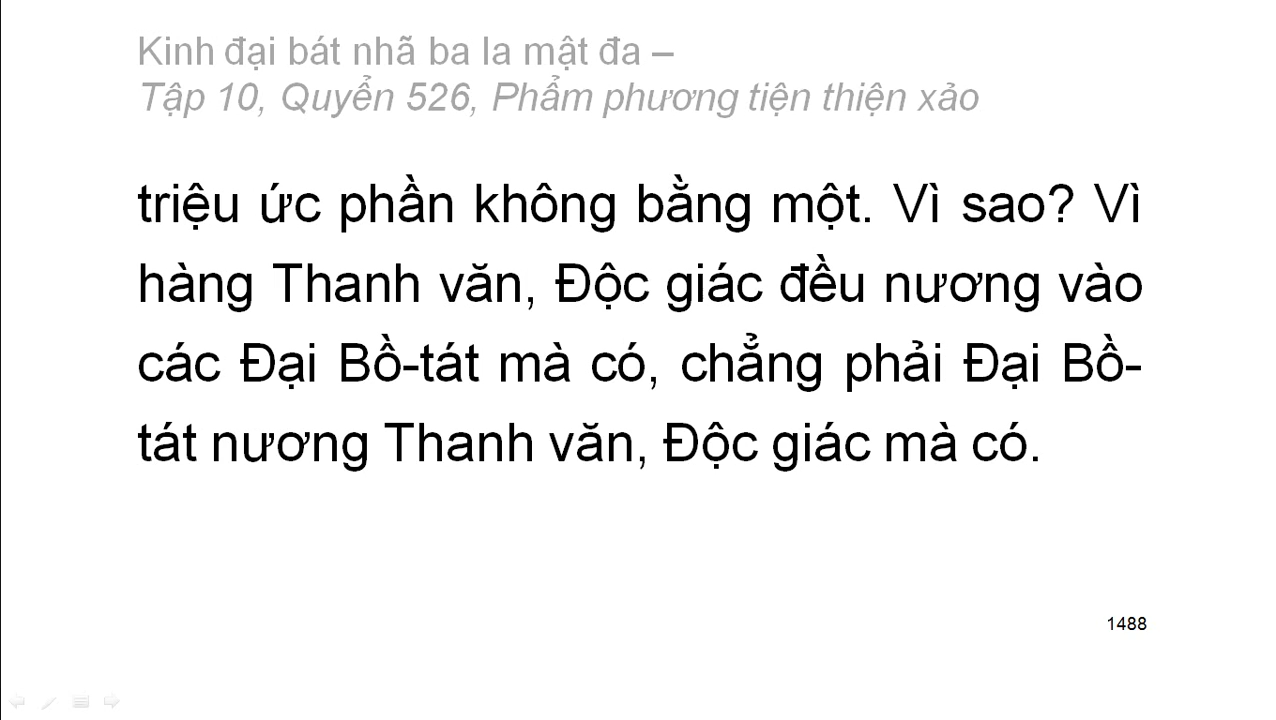 Kinh đại bát nhã ba la mật đa –
Tập 10, Quyển 526, Phẩm phương tiện thiện xảo
triệu ức phần không bằng một. Vì sao? Vì
hàng Thanh văn, Độc giác đều nương vào
các Đại Bồ-tát mà có, chẳng phải Đại Bồ-
tát nương Thanh văn, Độc giác mà có.
1488